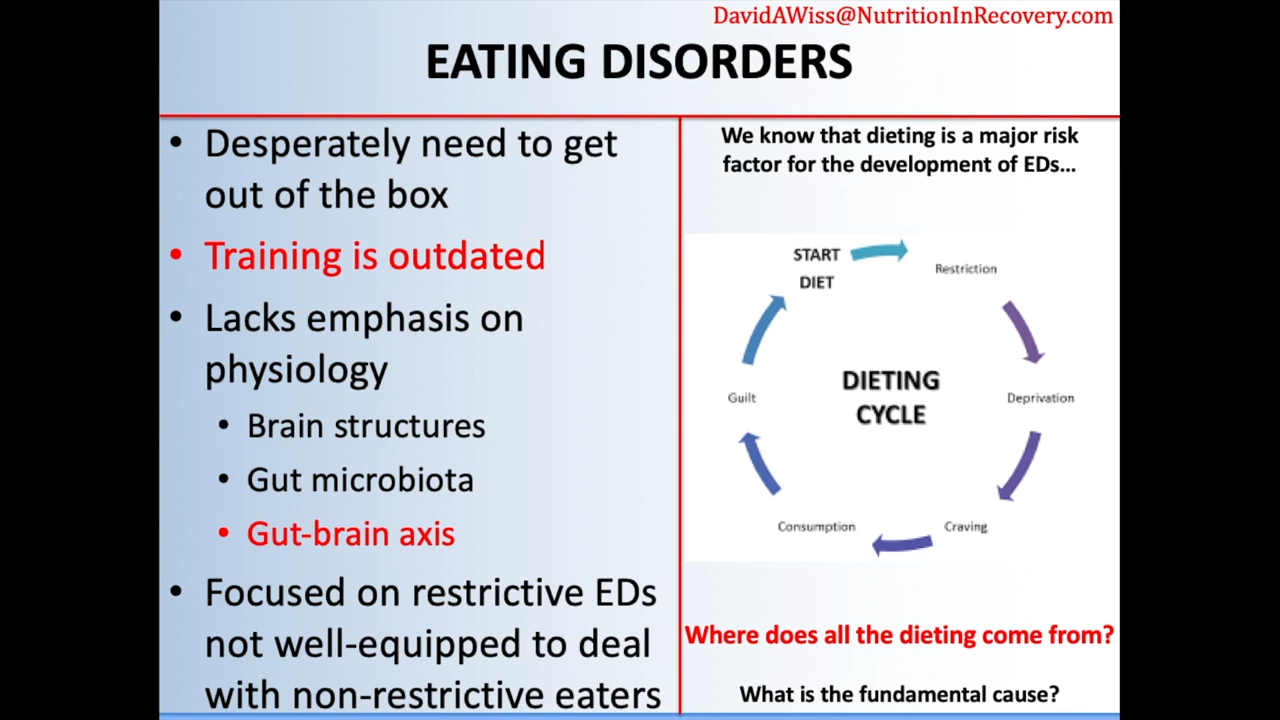 DavidAWiss@NutritionInRecovery.com
EATING DISORDERS
• Desperately need to get
out of the box
• Training is outdated
• Lacks emphasis on
physiology
• Brain structures
• Gut microbiota
• Gut-brain axis
• Focused on restrictive EDs
not well-equipped to deal
with non-restrictive eaters
We know that dieting is a major risk
factor for the development of EDs...
START
DIET
Restriction
Deprivation
Craving
Consumption
Guilt
DIETING
CYCLE
Where does all the dieting come from?
What is the fundamental cause?